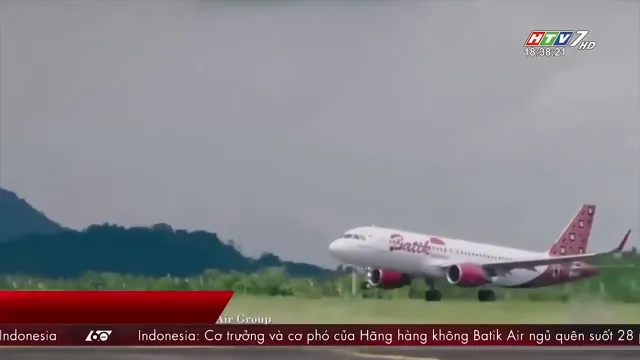 HTV7 HD
18:38:21
Batik
Air Group
Indonesia 60 Indonesia: Cơ trưởng và cơ phó của Hãng hàng không Batik Air ngủ quên suốt 28